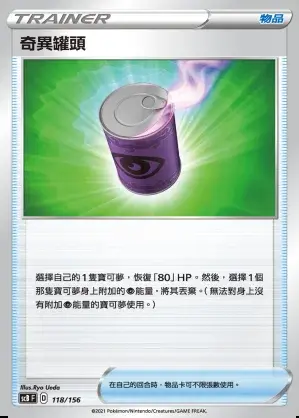 TRAINER 物品
奇異罐頭
選擇自己的1隻寶可夢,恢復「80」HP。然後,選擇1個
那隻寶可夢身上附加的超能量、將其丟棄。(無法對身上沒
有附加超能量的寶可夢使用。)
Illus.Ryo Ueda
SC3 F D 118/156
在自己的回合時,物品卡可不限張數使用。
©2021 Pokémon/Nintendo/Creatures/GAME FREAK.